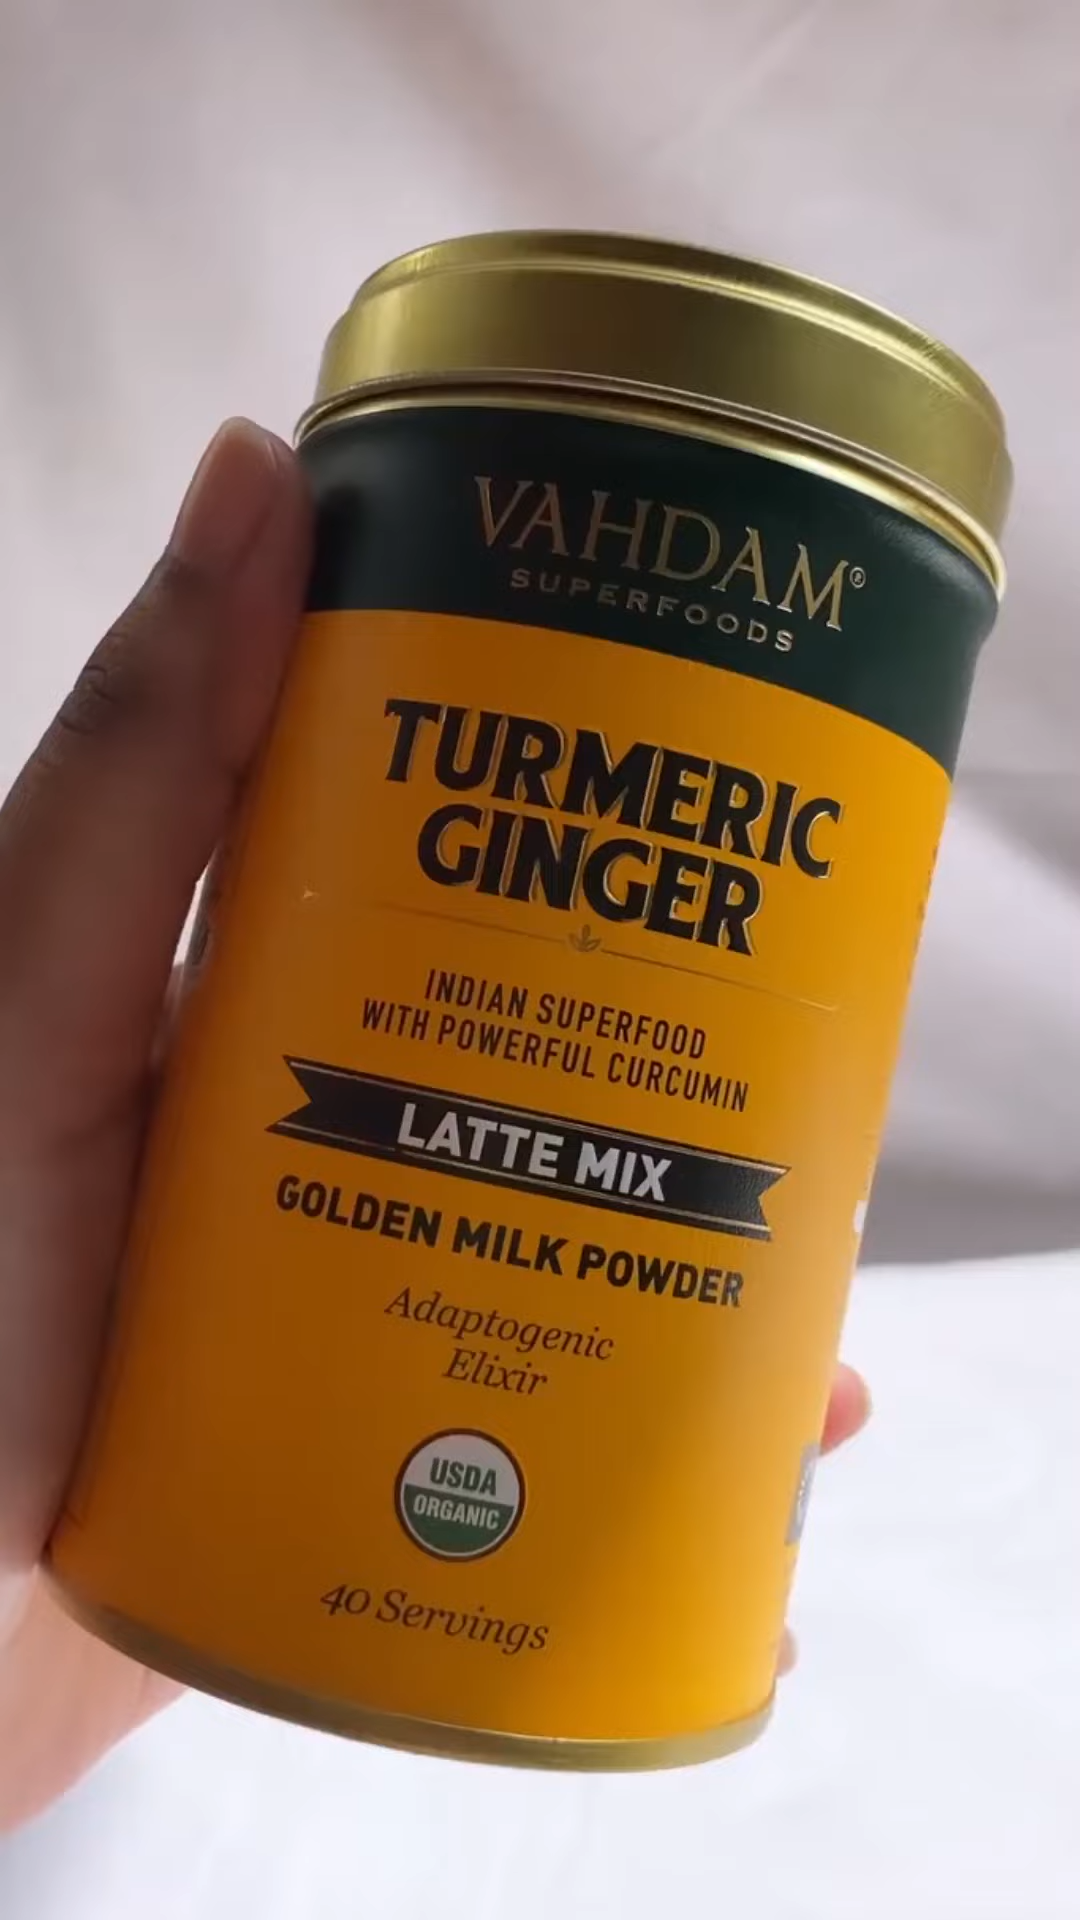 VAHDAM®
SUPERFOODS
TURMERIC
GINGER
INDIAN SUPERFOOD
WITH POWERFUL CURCUMIN
LATTE MIX
GOLDEN MILK POWDER
Adaptogenic
Elixir
USDA
ORGANIC
40 Servings